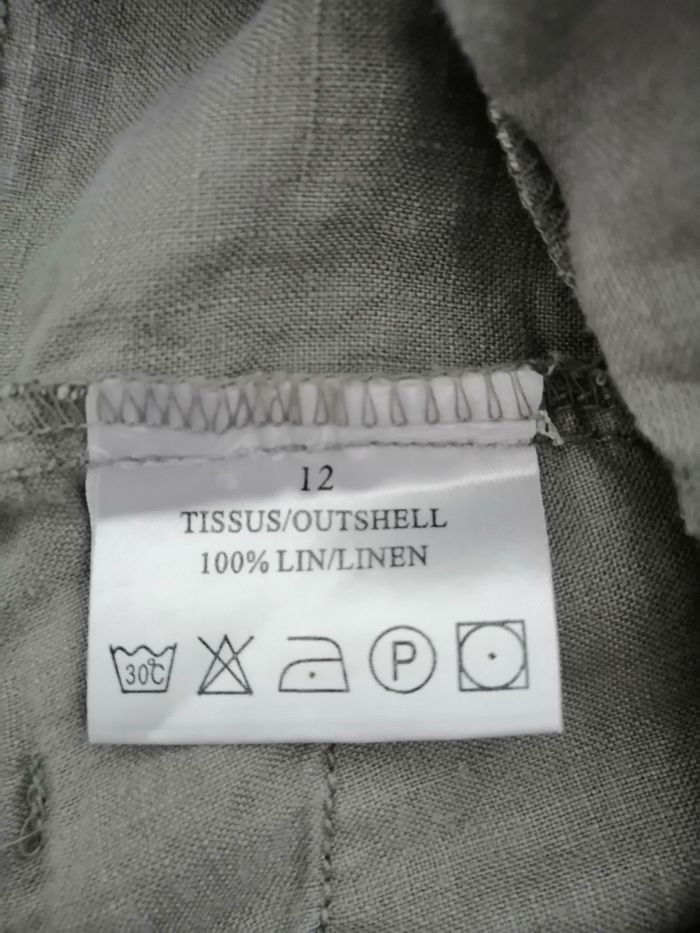 12
TISSUS/OUTSHELL
100% LIN/LINEN
30℃ P